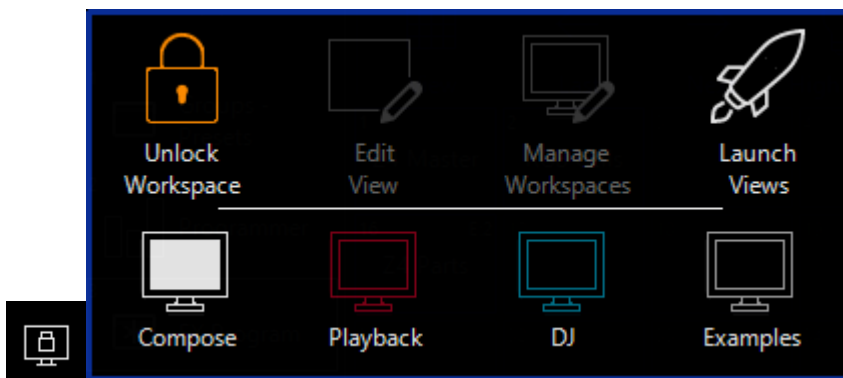 Unlock Workspace
Edit View
Manage Workspaces
Launch Views
Compose
Playback
DJ
Examples